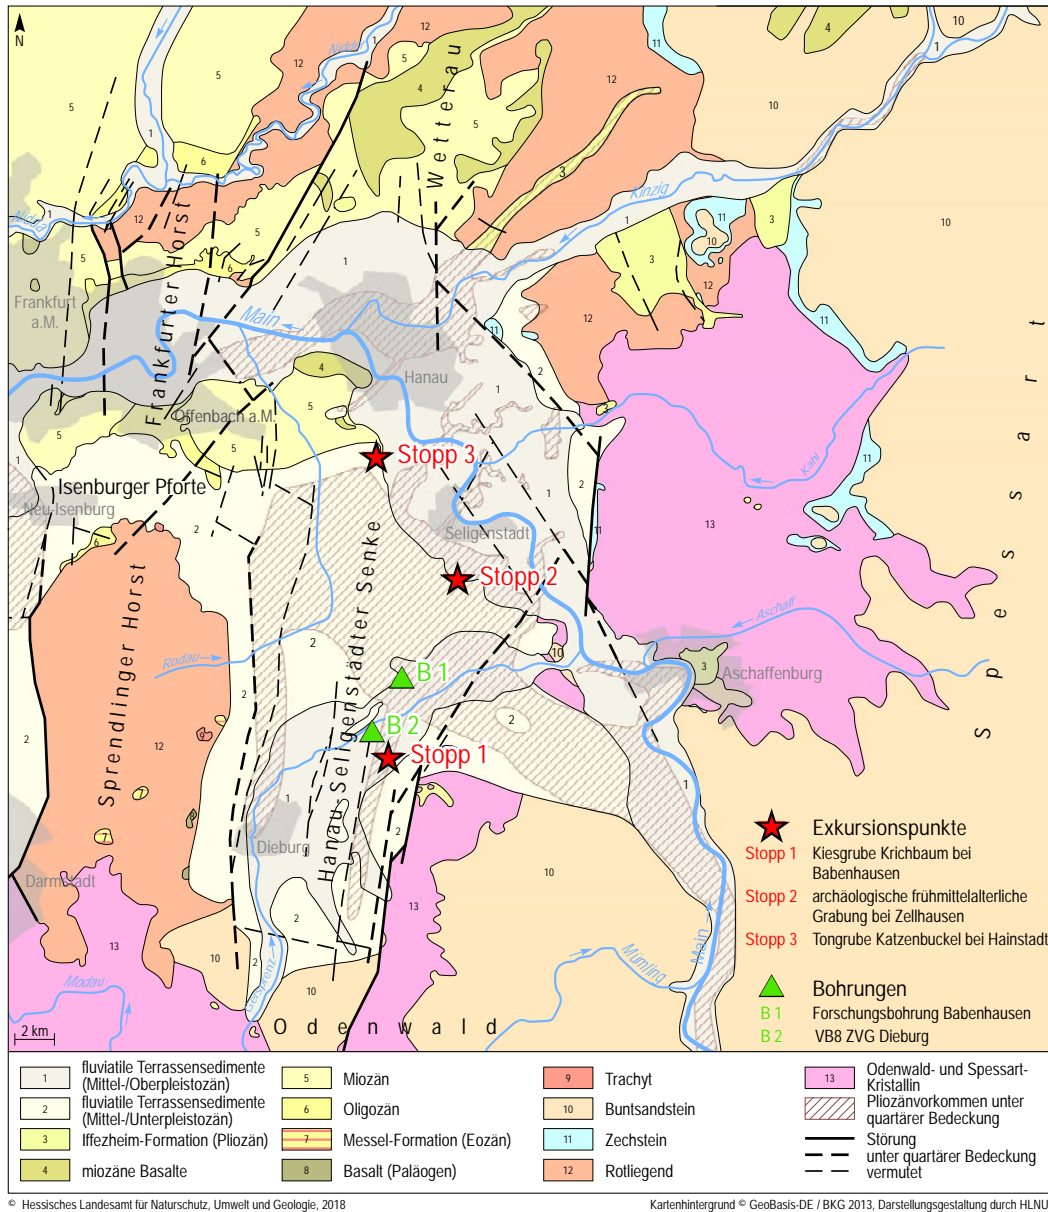 N
Nidda
Nidder
Wetterau
Kinzig
Frankfurt
a.M.
Frankfurter Horst
Main
Hanau
Offenbach a.M.
Stopp 3
Isenburger Pforte
Neu-Isenburg
Seligenstadt
Kahl
Spessart
Stopp 2
Aschaff
Aschaffenburg
Rodau
Sprendlinger Horst
Hanau-Seligenstädter Senke
B 1
B 2
Stopp 1
Dieburg
Darmstadt
Modau
Gersprenz
Mümling
Main
Odenwald
2 km
Exkursionspunkte
Stopp 1 Kiesgrube Krichbaum bei
Babenhausen
Stopp 2 archäologische frühmittelalterliche
Grabung bei Zellhausen
Stopp 3 Tongrube Katzenbuckel bei Hainstadt
Bohrungen
B 1 Forschungsbohrung Babenhausen
B 2 VB8 ZVG Dieburg
1 fluviatile Terrassensedimente
(Mittel-/Oberpleistozän)
2 fluviatile Terrassensedimente
(Mittel-/Unterpleistozän)
3 Iffezheim-Formation (Pliozän)
4 miozäne Basalte
5 Miozän
6 Oligozän
7 Messel-Formation (Eozän)
8 Basalt (Paläogen)
9 Trachyt
10 Buntsandstein
11 Zechstein
12 Rotliegend
13 Odenwald- und Spessart-
Kristallin
Pliozänvorkommen unter
quartärer Bedeckung
Störung
unter quartärer Bedeckung
vermutet
© Hessisches Landesamt für Naturschutz, Umwelt und Geologie, 2018
Kartenhintergrund © GeoBasis-DE / BKG 2013, Darstellungsgestaltung durch HLNU